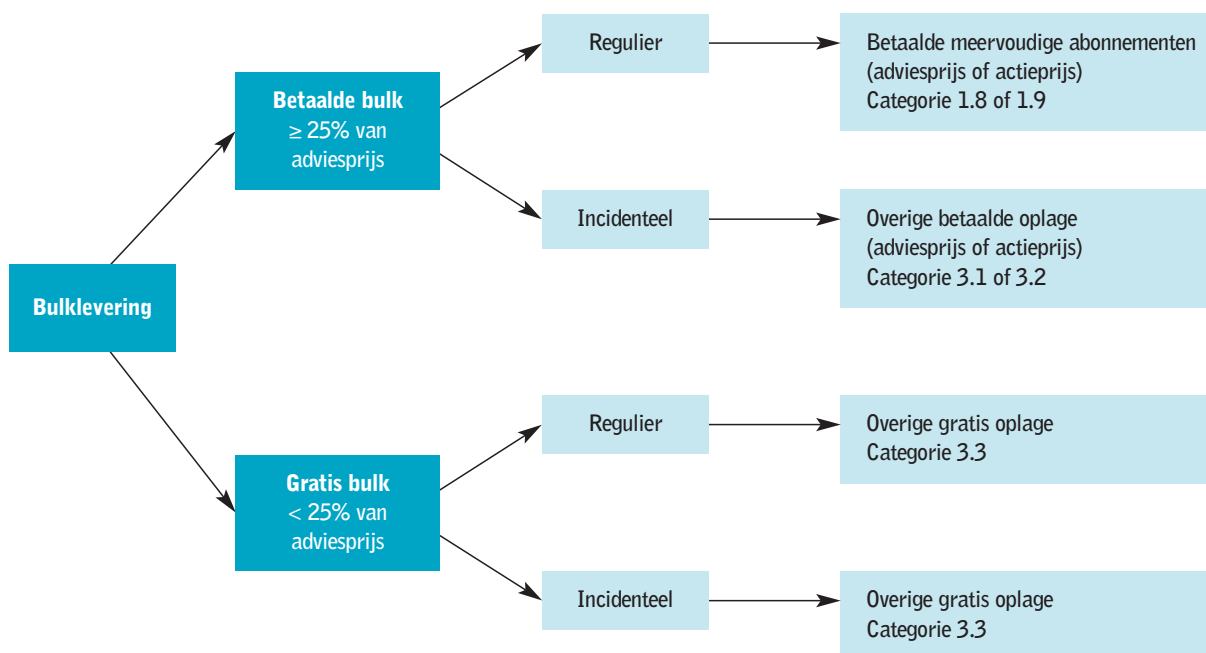 Regulier
Betaalde meervoudige abonnementen
(adviesprijs of actieprijs)
Categorie 1.8 of 1.9
Betaalde bulk
≥ 25% van
adviesprijs
Incidenteel
Overige betaalde oplage
(adviesprijs of actieprijs)
Categorie 3.1 of 3.2
Bulklevering
Regulier
Overige gratis oplage
Categorie 3.3
Gratis bulk
< 25% van
adviesprijs
Incidenteel
Overige gratis oplage
Categorie 3.3